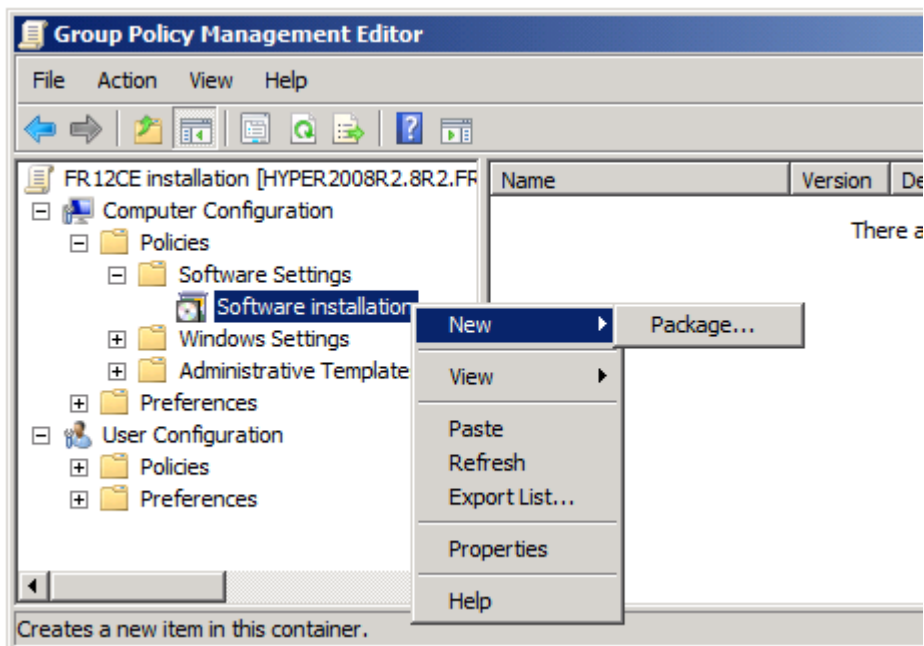 Group Policy Management Editor
File Action View Help
FR12CE installation [HYPER2008R2.8R2.FR
Name Version De
Computer Configuration
There a
Policies
Software Settings
Software installation
New Package...
Windows Settings
Administrative Template
View
Preferences
Paste
User Configuration
Refresh
Policies
Export List...
Preferences
Properties
Help
Creates a new item in this container.